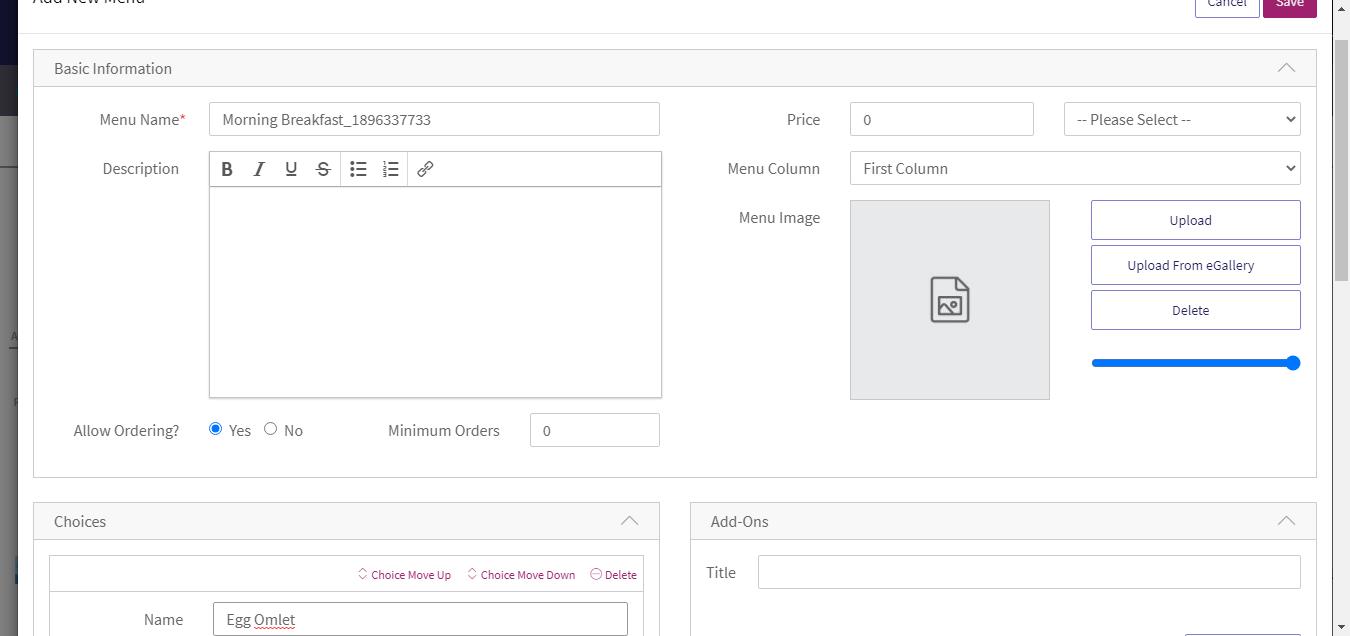 Add New Menu
Cancel
Save
Basic Information
Menu Name*
Morning Breakfast_1896337733
Price
0
-- Please Select --
Description
B I U S
Menu Column
First Column
Menu Image
Upload
Upload From eGallery
Delete
Allow Ordering?
Yes
No
Minimum Orders
0
Choices
Add-Ons
Choice Move Up
Choice Move Down
Delete
Title
Name
Egg Omlet